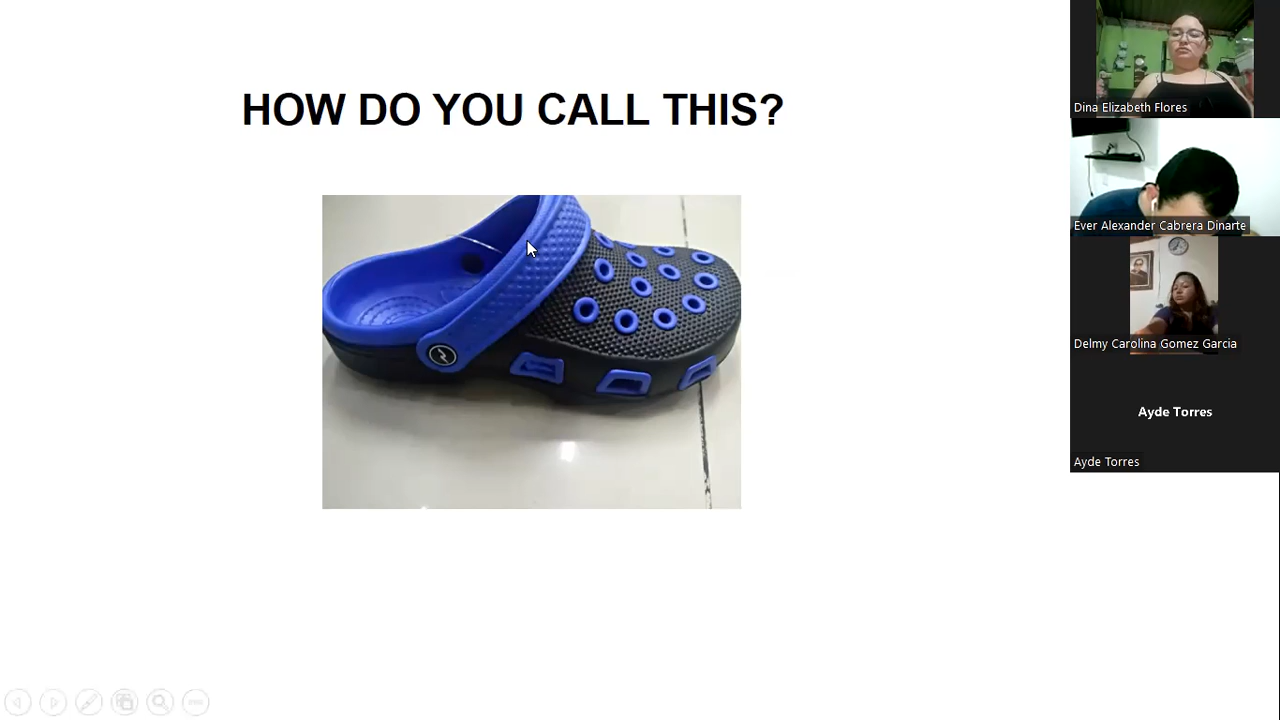 HOW DO YOU CALL THIS?
Dina Elizabeth Flores
Ever Alexander Cabrera Dinarte
Delmy Carolina Gomez Garcia
Ayde Torres
Ayde Torres